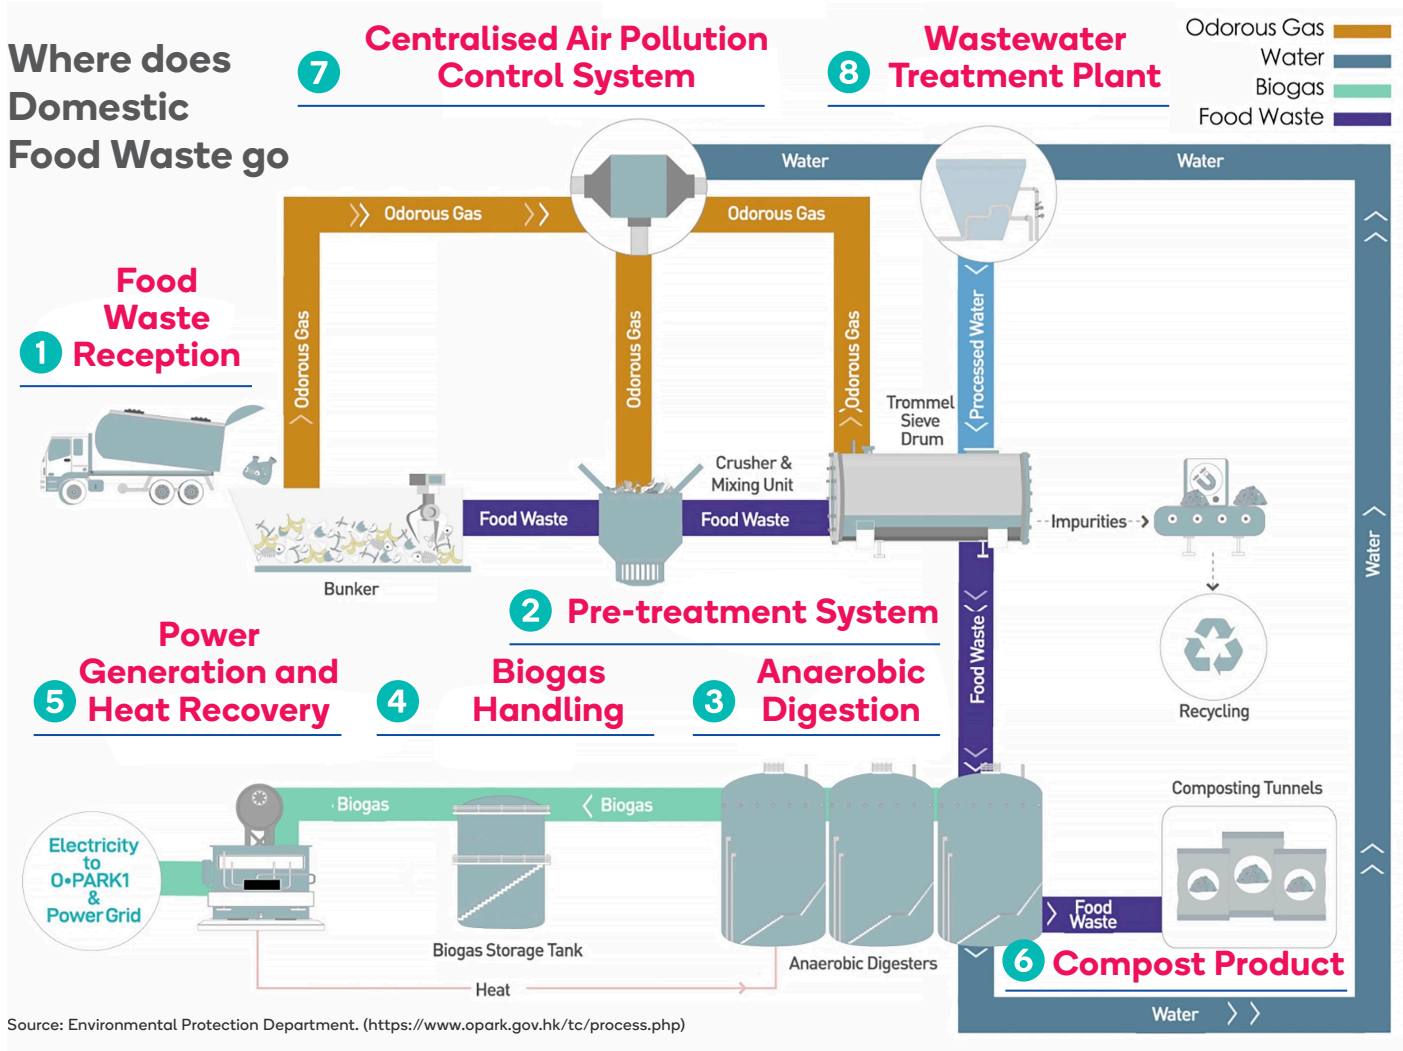 Where does
Domestic
Food Waste go
7
Centralised Air Pollution
Control System
8
Wastewater
Treatment Plant
Odorous Gas
Water
Biogas
Food Waste
Water
Water
Odorous Gas
Odorous Gas
Food
Waste
1 Reception
Odorous Gas
Odorous Gas
Odorous Gas
Processed Water
Trommel
Sieve
Drum
Crusher &
Mixing Unit
Food Waste
Food Waste
Impurities
Water
Bunker
2 Pre-treatment System
Power
Generation and
5 Heat Recovery
Biogas
4 Handling
Anaerobic
3 Digestion
Food Waste
Recycling
Composting Tunnels
Biogas
Biogas
Electricity
to
O•PARK1
&
Power Grid
Food
Waste
Biogas Storage Tank
Anaerobic Digesters
6 Compost Product
Heat
Water
Source: Environmental Protection Department. (https://www.opark.gov.hk/tc/process.php)